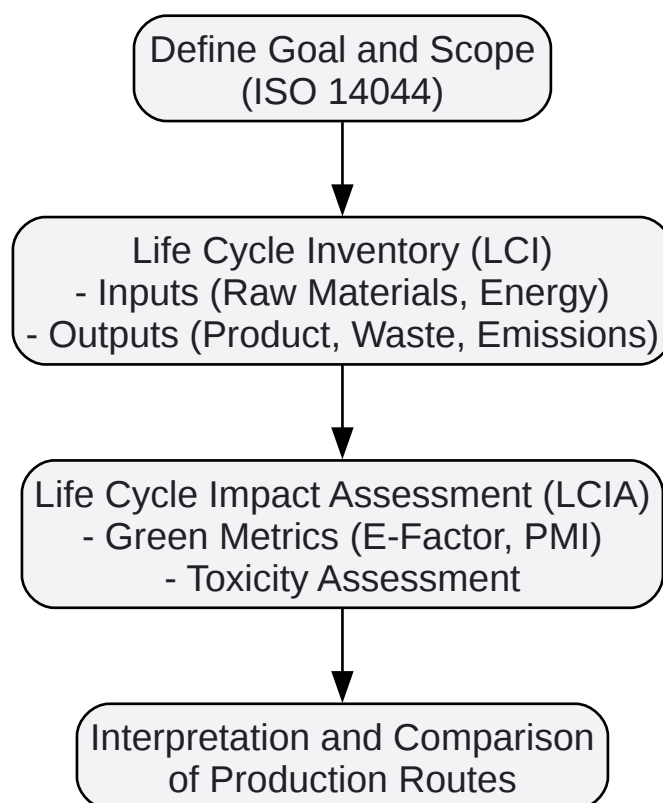 Define Goal and Scope
(ISO 14044)
Life Cycle Inventory (LCI)
- Inputs (Raw Materials, Energy)
- Outputs (Product, Waste, Emissions)
Life Cycle Impact Assessment (LCIA)
- Green Metrics (E-Factor, PMI)
- Toxicity Assessment
Interpretation and Comparison
of Production Routes